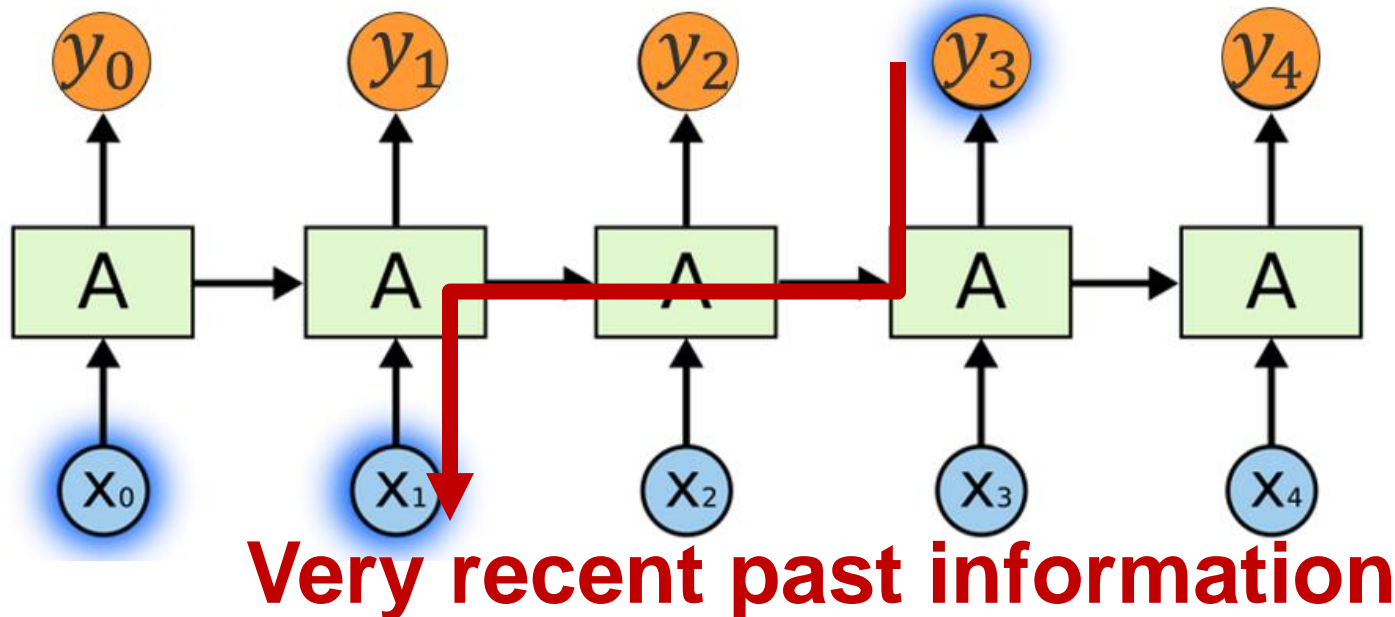 y0 y1 y2 y3 y4
A A A A A
x0 x1 x2 x3 x4
Very recent past information